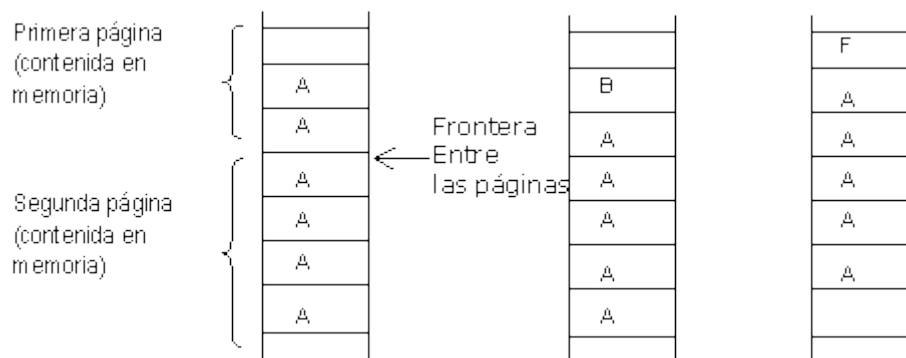 Primera página
(contenida en
memoria)
Segunda página
(contenida en
memoria)
A
A
A
A
A
A
Frontera
Entre
las páginas
B
A
A
A
A
A
F
A
A
A
A
A